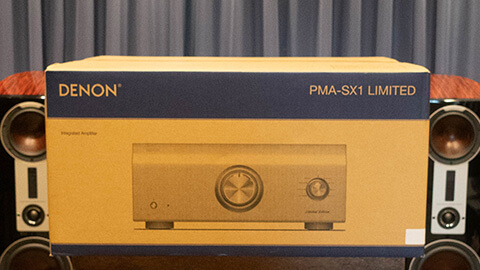 DENON®
PMA-SX1 LIMITED
Integrated Amplifier